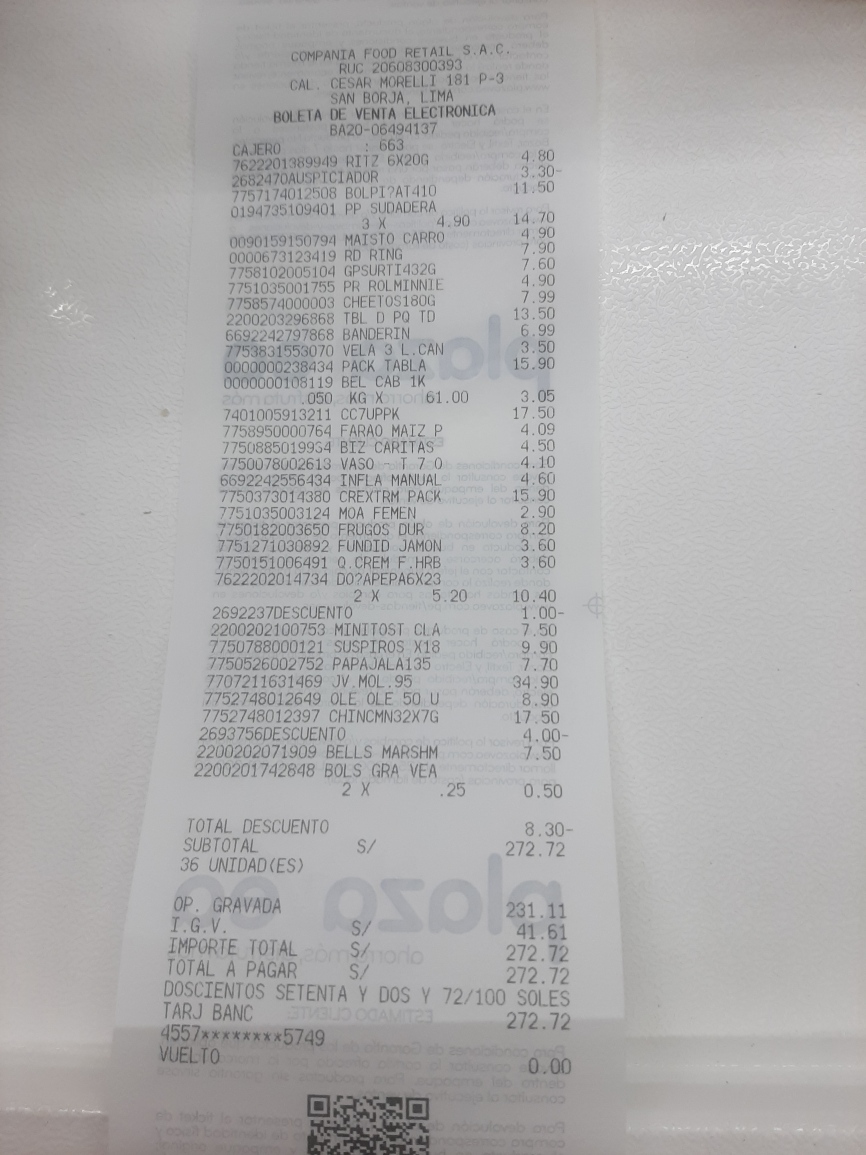 COMPANIA FOOD RETAIL S.A.C.
RUC 20608300393
CAL. CESAR MORELLI 181 P-3
SAN BORJA, LIMA
BOLETA DE VENTA ELECTRONICA
BA20-06494137
CAJERO : 663
7622201389949 RITZ 6X20G 4.80
2682470AUSPICIADOR 3.30-
7757174012508 BOLPI?AT410 11.50
0194735109401 PP SUDADERA
3 X 4.90 14.70
0090159150794 MAISTO CARRO 4.90
0000673123419 RD RING 7.90
7758102005104 GPSURTI432G 7.60
7751035001755 PR ROLMINNIE 4.90
7758574000003 CHEETOS180G 7.99
2200203296868 TBL D PQ TD 13.50
6692242797868 BANDERIN 6.99
7753831553070 VELA 3 L.CAN 3.50
0000000238434 PACK TABLA 15.90
0000000108119 BEL CAB 1K
.050 KG X 61.00 3.05
7401005913211 CC7UPPK 17.50
7758950000764 FARAO MAIZ P 4.09
7750885019934 BIZ CARITAS 4.50
7750078002613 VASO - T 7 O 4.10
6692242556434 INFLA MANUAL 4.60
7750373014380 CREXTRM PACK 15.90
7751035003124 MOA FEMEN 2.90
7750182003650 FRUGOS DUR 8.20
7751271030892 FUNDID JAMON 3.60
7750151006491 Q.CREM F.HRB 3.60
7622202014734 DO?APEPA6X23
2 X 5.20 10.40
2692237DESCUENTO 1.00-
2200202100753 MINITOST CLA 7.50
7750788000121 SUSPIROS X18 9.90
7750526002752 PAPAJALA135 7.70
7707211631469 JV.MOL.95 34.90
7752748012649 OLE OLE 50 U 8.90
7752748012397 CHINCMN32X7G 17.50
2693756DESCUENTO 4.00-
2200202071909 BELLS MARSHM 7.50
2200201742848 BOLS GRA VEA
2 X .25 0.50
TOTAL DESCUENTO 8.30-
SUBTOTAL S/ 272.72
36 UNIDAD(ES)
OP. GRAVADA 231.11
I.G.V. S/ 41.61
IMPORTE TOTAL S/ 272.72
TOTAL A PAGAR S/ 272.72
DOSCIENTOS SETENTA Y DOS Y 72/100 SOLES
TARJ BANC 272.72
4557********5749
VUELTO 0.00